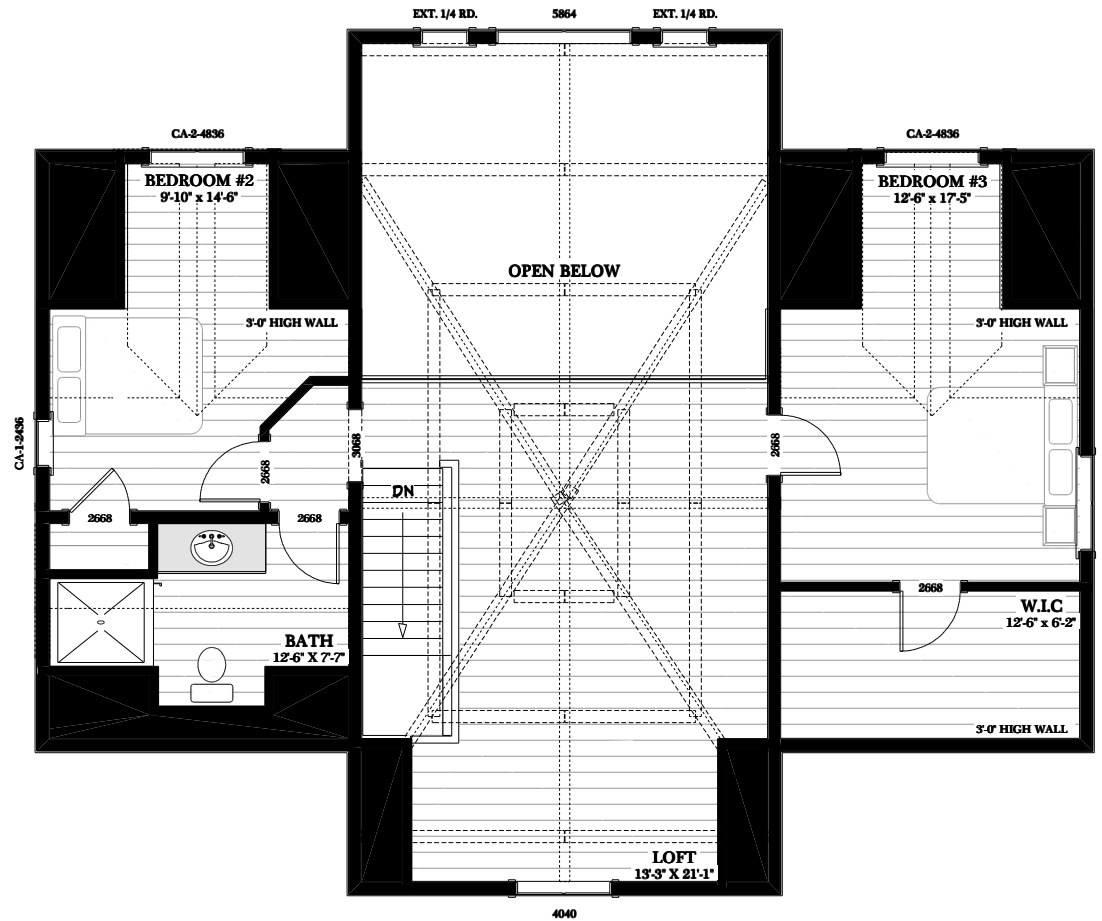 EXT. 1/4 RD.
5864
EXT. 1/4 RD.
CA-2-4836
CA-2-4836
BEDROOM #2
9'-10" x 14'-6"
BEDROOM #3
12'-6" x 17'-5"
OPEN BELOW
3'-0" HIGH WALL
3'-0" HIGH WALL
CA-1-2436
3068
2668
2668
DN
2668
2668
2668
W.I.C
12'-6" x 6'-2"
BATH
12'-6" X 7'-7"
3'-0" HIGH WALL
LOFT
13'-3" X 21'-1"
4040